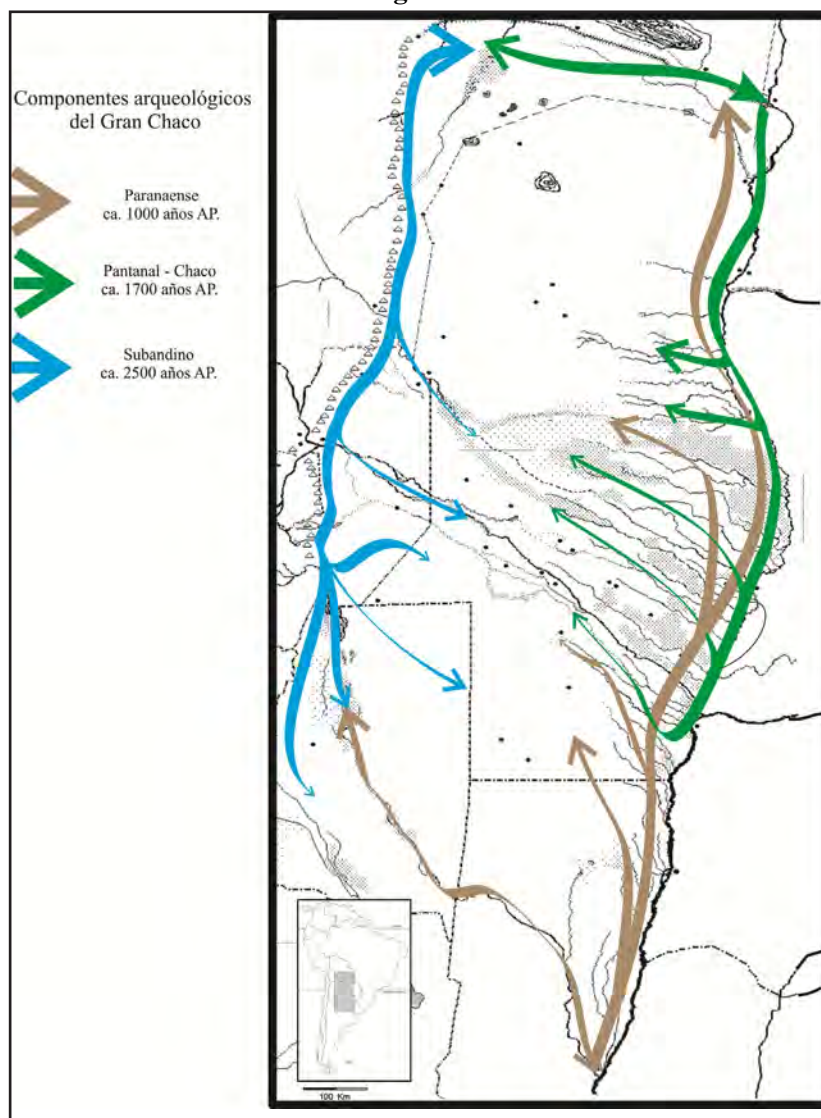 Componentes arqueológicos
del Gran Chaco
Paranaense
ca. 1000 años AP.
Pantanal - Chaco
ca. 1700 años AP.
Subandino
ca. 2500 años AP.
100 Km